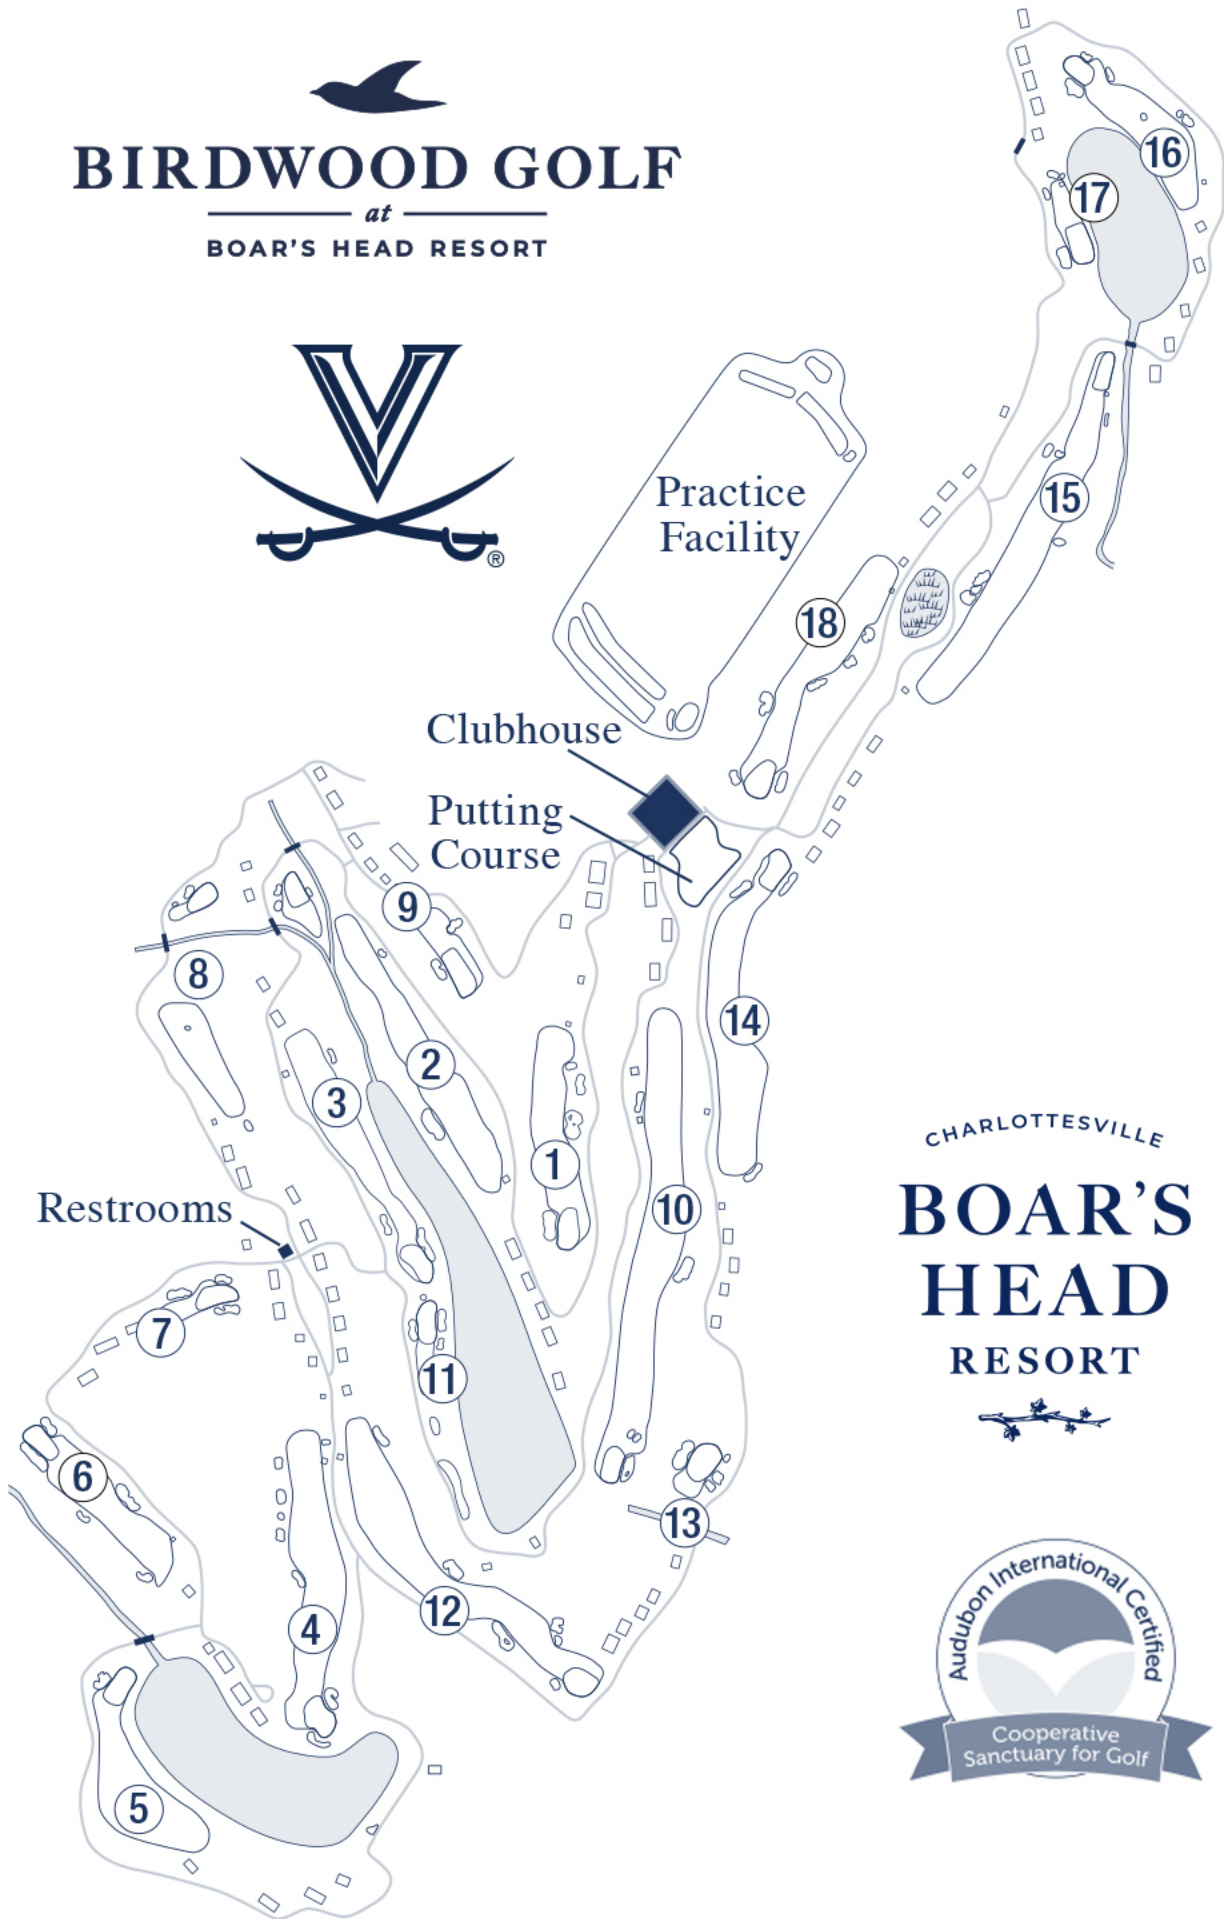 BIRDWOOD GOLF
at
BOAR'S HEAD RESORT
®
16
17
Practice
Facility
15
18
Clubhouse
Putting
Course
9
8
14
2
3
1
10
Restrooms
7
11
6
13
12
4
5
CHARLOTTESVILLE
BOAR'S
HEAD
RESORT
Audubon International Certified
Cooperative
Sanctuary for Golf